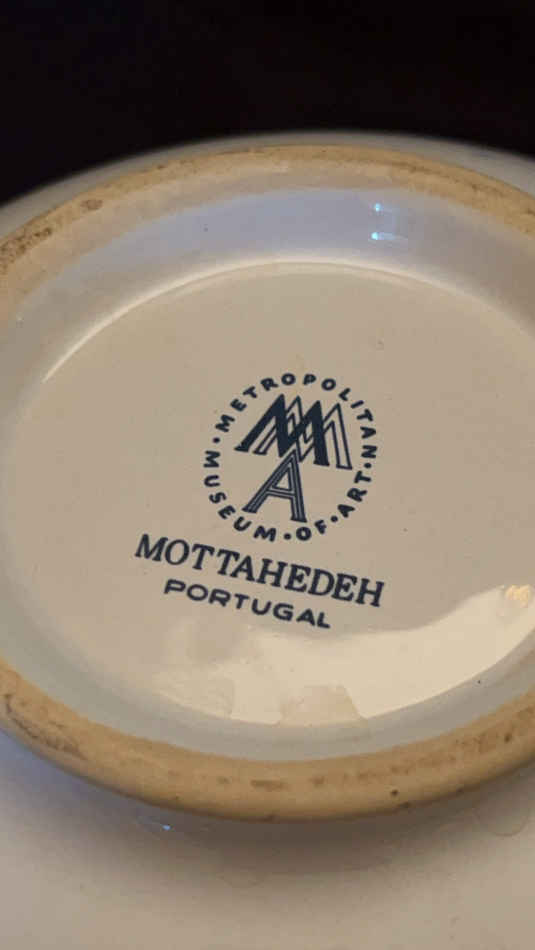 METROPOLITAN
MUSEUM·OF·ART
MMA
MOTTAHEDEH
PORTUGAL